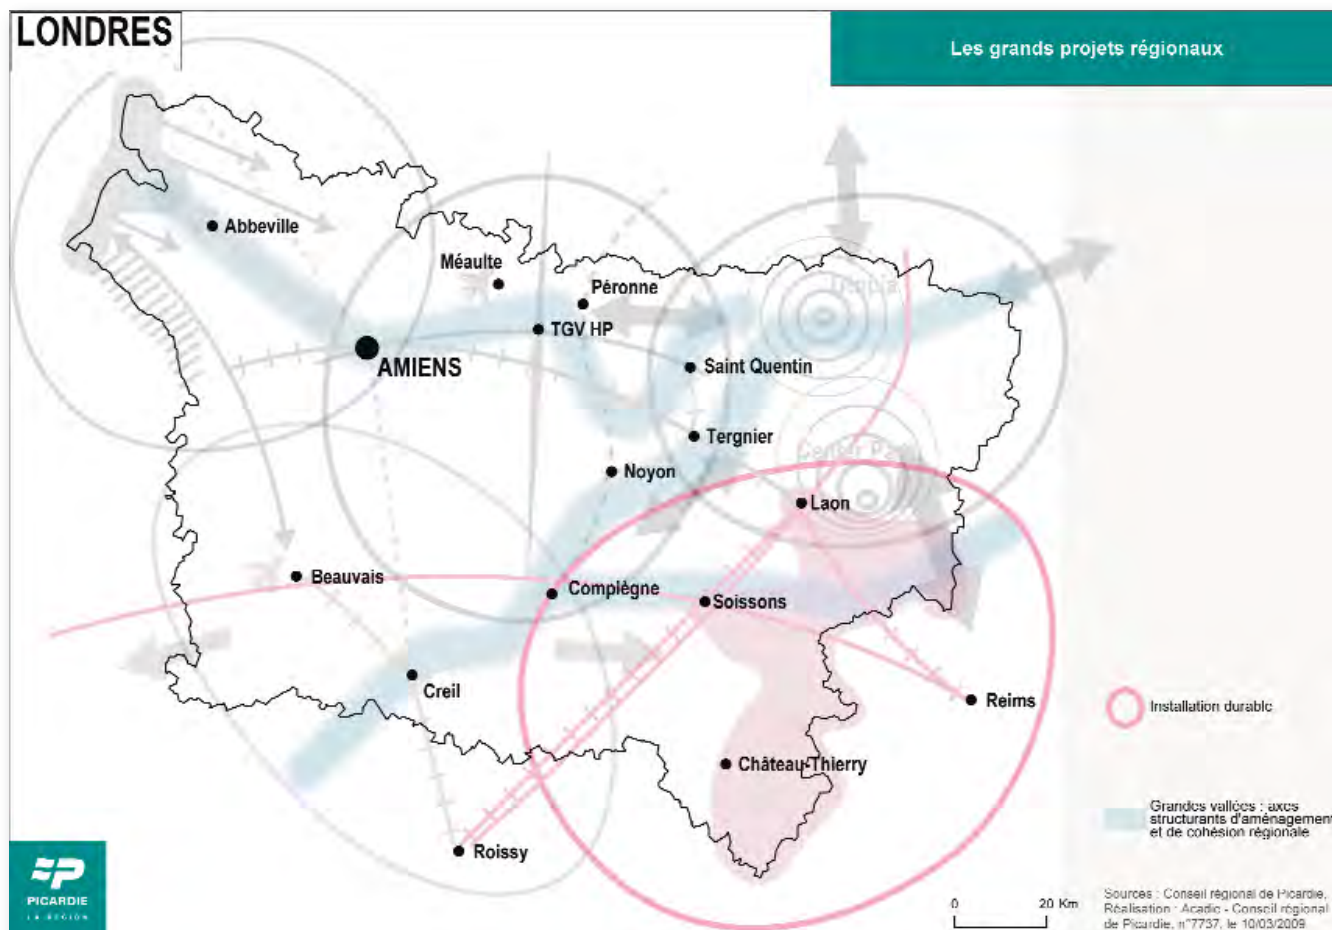 LONDRES
Les grands projets régionaux
Abbeville
Méaulte
Péronne
TGV HP
AMIENS
Saint Quentin
Tergnier
Noyon
Laon
Beauvais
Compiègne
Soissons
Creil
Reims
Château-Thierry
Roissy
Installation durable
Grandes vallées : axes
structurants d'aménagement
et de cohésion régionale
PICARDIE
LA RÉGION
0 20 Km
Sources : Conseil régional de Picardie,
Réalisation : Acadie - Conseil régional
de Picardie, n°7737, le 10/03/2009